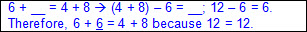 6 + __ = 4 + 8 → (4 + 8) – 6 = __; 12 – 6 = 6.
Therefore, 6 + 6 = 4 + 8 because 12 = 12.